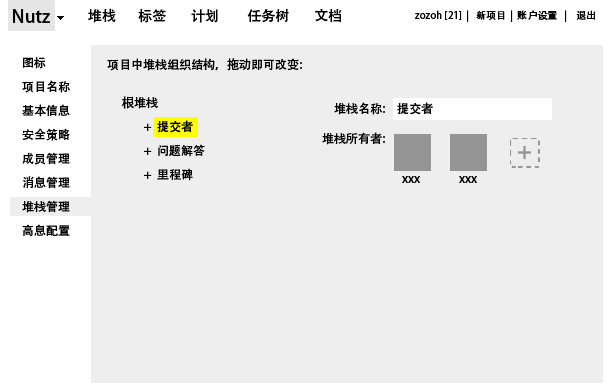 Nutz 堆栈 标签 计划 任务树 文档 zozoh [21] | 新项目 | 账户设置 | 退出
图标
项目名称
基本信息
安全策略
成员管理
消息管理
堆栈管理
高息配置
项目中堆栈组织结构，拖动即可改变:
根堆栈
+ 提交者
+ 问题解答
+ 里程碑
堆栈名称: 提交者
堆栈所有者:
xxx xxx